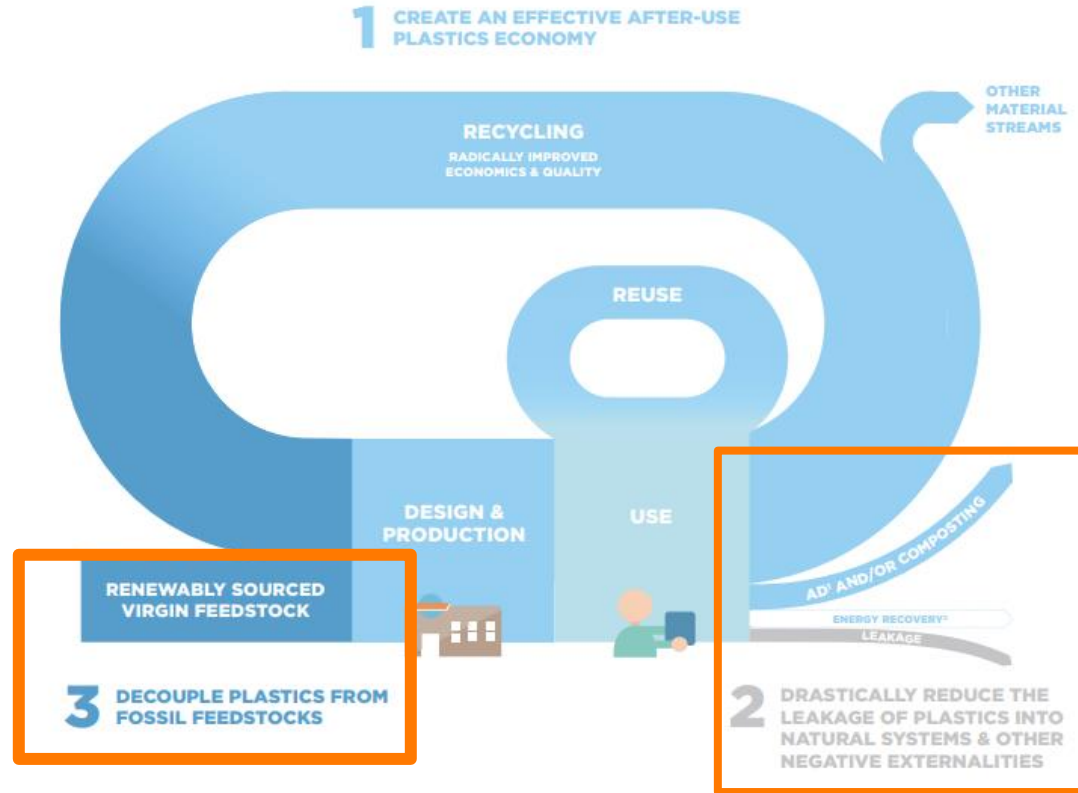 1 CREATE AN EFFECTIVE AFTER-USE
PLASTICS ECONOMY
OTHER
MATERIAL
STREAMS
RECYCLING
RADICALLY IMPROVED
ECONOMICS & QUALITY
REUSE
DESIGN &
PRODUCTION
USE
AD¹ AND/OR COMPOSTING
RENEWABLY SOURCED
VIRGIN FEEDSTOCK
ENERGY RECOVERY²
LEAKAGE
3 DECOUPLE PLASTICS FROM
FOSSIL FEEDSTOCKS
2 DRASTICALLY REDUCE THE
LEAKAGE OF PLASTICS INTO
NATURAL SYSTEMS & OTHER
NEGATIVE EXTERNALITIES